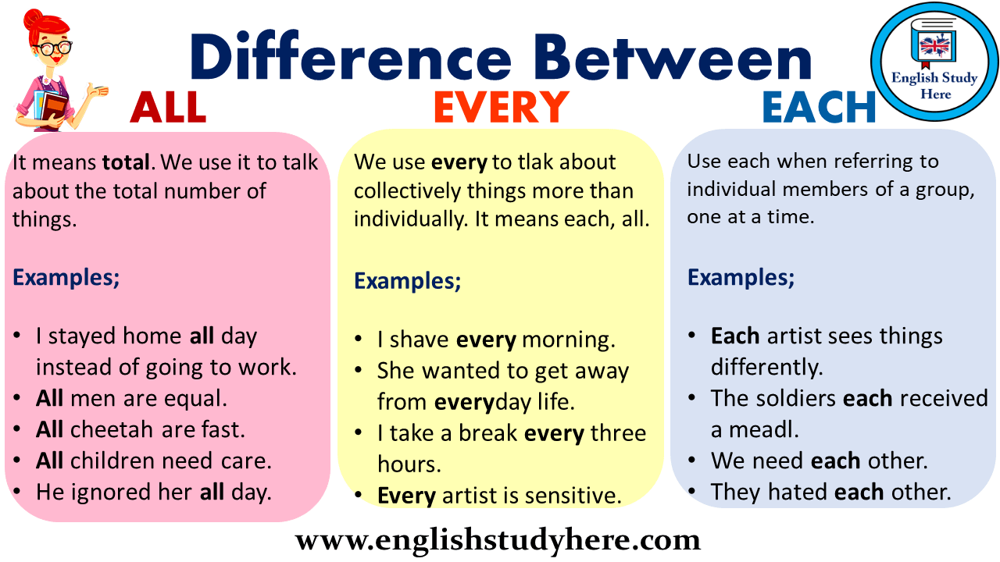 Difference Between
English Study
Here
ALL
EVERY
EACH
It means total. We use it to talk
about the total number of
things.
Examples;
• I stayed home all day
instead of going to work.
• All men are equal.
• All cheetah are fast.
• All children need care.
• He ignored her all day.
We use every to tlak about
collectively things more than
individually. It means each, all.
Examples;
• I shave every morning.
• She wanted to get away
from everyday life.
• I take a break every three
hours.
• Every artist is sensitive.
Use each when referring to
individual members of a group,
one at a time.
Examples;
• Each artist sees things
differently.
• The soldiers each received
a meadl.
• We need each other.
• They hated each other.
www.englishstudyhere.com